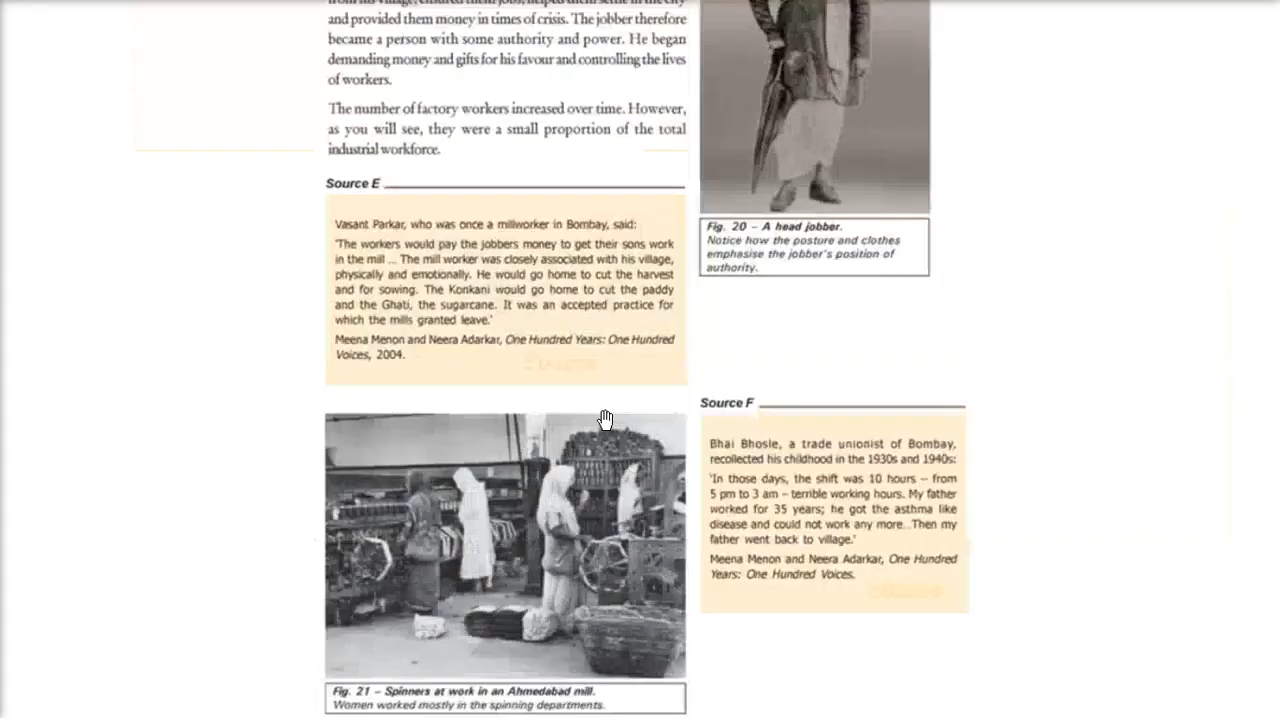 and provided them money in times of crisis. The jobber therefore
became a person with some authority and power. He began
demanding money and gifts for his favour and controlling the lives
of workers.
The number of factory workers increased over time. However,
as you will see, they were a small proportion of the total
industrial workforce.
Source E
Vasant Parkar, who was once a millworker in Bombay, said:
'The workers would pay the jobbers money to get their sons work
in the mill ... The mill worker was closely associated with his village,
physically and emotionally. He would go home to cut the harvest
and for sowing. The Konkani would go home to cut the paddy
and the Ghati, the sugarcane. It was an accepted practice for
which the mills granted leave.'
Meena Menon and Neera Adarkar, One Hundred Years: One Hundred
Voices, 2004.
Fig. 20 – A head jobber.
Notice how the posture and clothes
emphasise the jobber's position of
authority.
Source F
Bhai Bhosle, a trade unionist of Bombay,
recollected his childhood in the 1930s and 1940s:
'In those days, the shift was 10 hours – from
5 pm to 3 am – terrible working hours. My father
worked for 35 years; he got the asthma like
disease and could not work any more...Then my
father went back to village.'
Meena Menon and Neera Adarkar, One Hundred
Years: One Hundred Voices.
Fig. 21 – Spinners at work in an Ahmedabad mill.
Women worked mostly in the spinning departments.